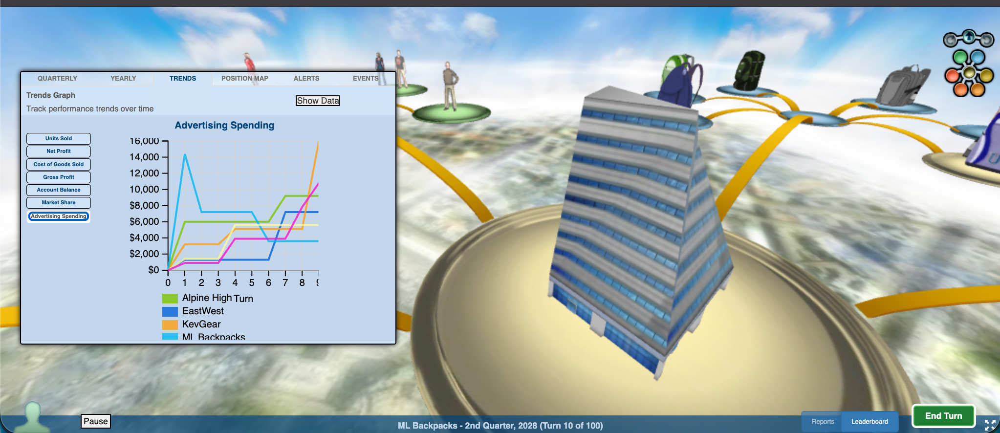 QUARTERLY YEARLY TRENDS POSITION MAP ALERTS EVENTS
Trends Graph
Show Data
Track performance trends over time
Advertising Spending
Units Sold
Net Profit
Cost of Goods Sold
Gross Profit
Account Balance
Market Share
Advertising Spending
16,000
14,000
12,000
10,000
$8,000
$6,000
$4,000
$2,000
$0
0 1 2 3 4 5 6 7 8 9
Turn
Alpine High
EastWest
KevGear
ML Backpacks
Pause
ML Backpacks - 2nd Quarter, 2028 (Turn 10 of 100)
Reports
Leaderboard
End Turn